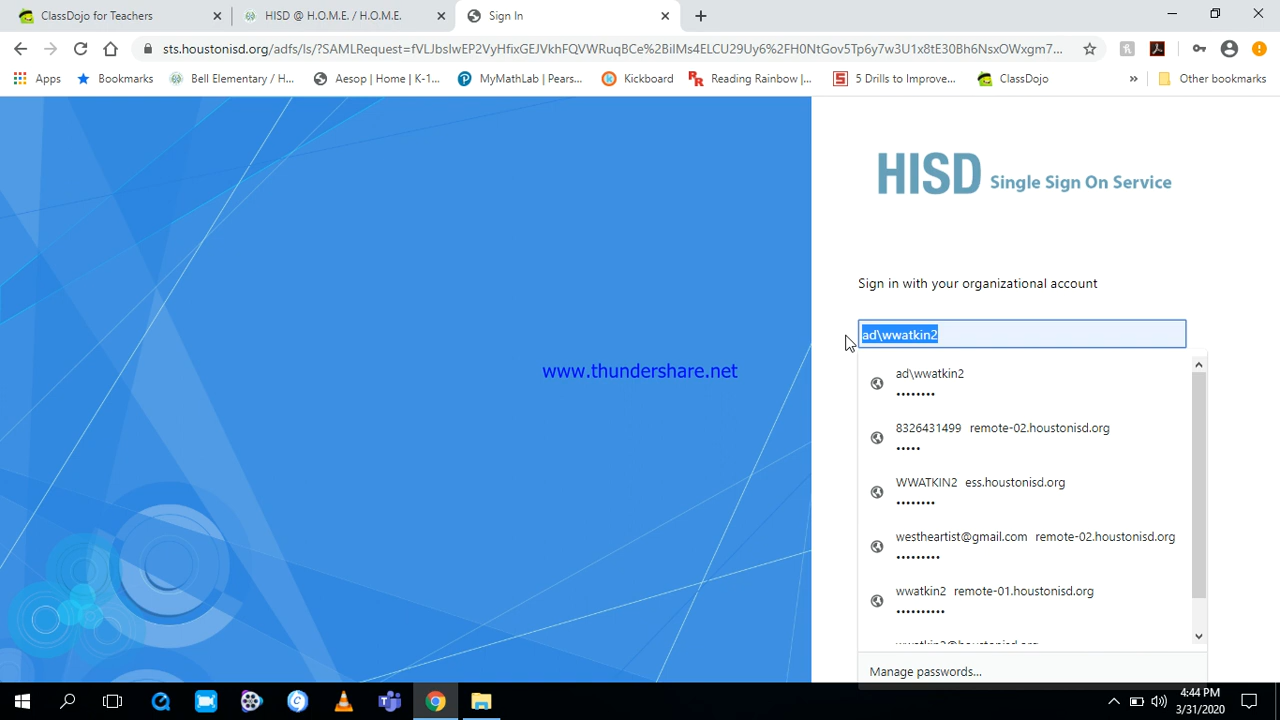 ClassDojo for Teachers
HISD @ H.O.M.E. / H.O.M.E.
Sign In
sts.houstonisd.org/adfs/ls/?SAMLRequest=fVLJbsIwEP2VyHfixGEJVkhFQVWRuqBCe%2BilMs4ELCU29Uy6%2FH0NtGov5Tp6y7w3U1x8tE30Bh6NsxOWxgm7...
Apps
Bookmarks
Bell Elementary / H...
Aesop | Home | K-1...
MyMathLab | Pears...
Kickboard
Reading Rainbow |...
5 Drills to Improve...
ClassDojo
»
Other bookmarks
HISD Single Sign On Service
Sign in with your organizational account
ad\wwatkin2
www.thundershare.net
ad\wwatkin2
••••••••
8326431499 remote-02.houstonisd.org
•••••
WWATKIN2 ess.houstonisd.org
••••••••
westheartist@gmail.com remote-02.houstonisd.org
•••••••••
wwatkin2 remote-01.houstonisd.org
••••••••••
wwatkin2@houstonisd.org
Manage passwords...
4:44 PM
3/31/2020